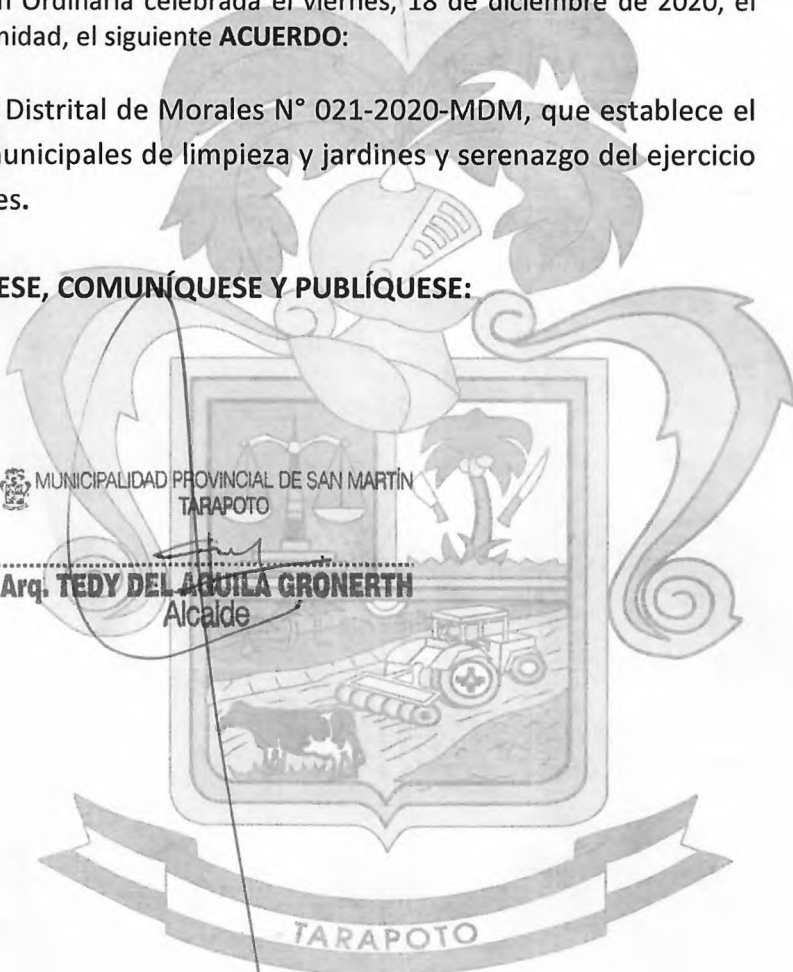 n Ordinaria celebrada el viernes, 18 de diciembre de 2020, el
nidad, el siguiente ACUERDO:
Distrital de Morales N° 021-2020-MDM, que establece el
unicipales de limpieza y jardines y serenazgo del ejercicio
es.
ESE, COMUNÍQUESE Y PUBLÍQUESE:
MUNICIPALIDAD PROVINCIAL DE SAN MARTÍN
TARAPOTO
Arq. TEDY DEL AGUILA GRONERTH
Alcalde
TARAPOTO